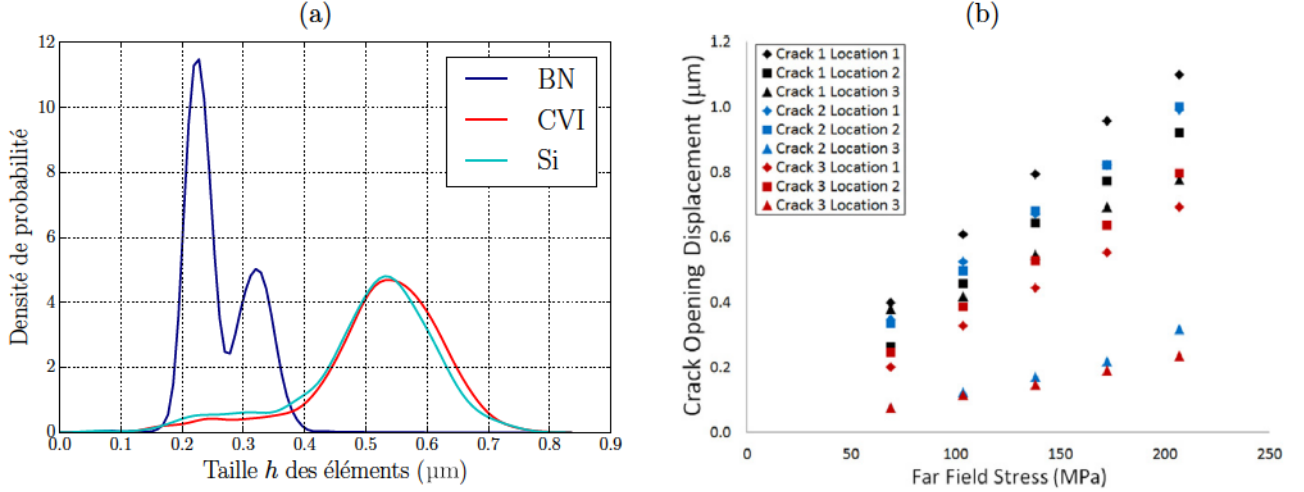 (a)
12
10
8
6
4
2
0
0.0 0.1 0.2 0.3 0.4 0.5 0.6 0.7 0.8 0.9
Densité de probabilité
Taille h des éléments (μm)
BN
CVI
Si
(b)
1.2
1.0
0.8
0.6
0.4
0.2
0.0
0 50 100 150 200 250
Crack Opening Displacement (μm)
Far Field Stress (MPa)
Crack 1 Location 1
Crack 1 Location 2
Crack 1 Location 3
Crack 2 Location 1
Crack 2 Location 2
Crack 2 Location 3
Crack 3 Location 1
Crack 3 Location 2
Crack 3 Location 3